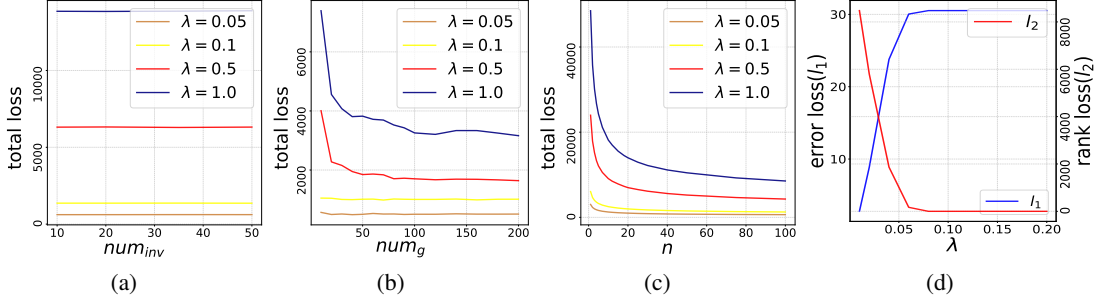 total loss
10000
5000
0
λ = 0.05
λ = 0.1
λ = 0.5
λ = 1.0
10 20 30 40 50
num_inv
(a)
total loss
6000
4000
2000
λ = 0.05
λ = 0.1
λ = 0.5
λ = 1.0
0 50 100 150 200
num_g
(b)
total loss
40000
20000
0
λ = 0.05
λ = 0.1
λ = 0.5
λ = 1.0
0 20 40 60 80 100
n
(c)
error loss(l_1)
30
20
10
l_2
l_1
8000
6000
4000
2000
0
rank loss(l_2)
0.05 0.10 0.15 0.20
λ
(d)